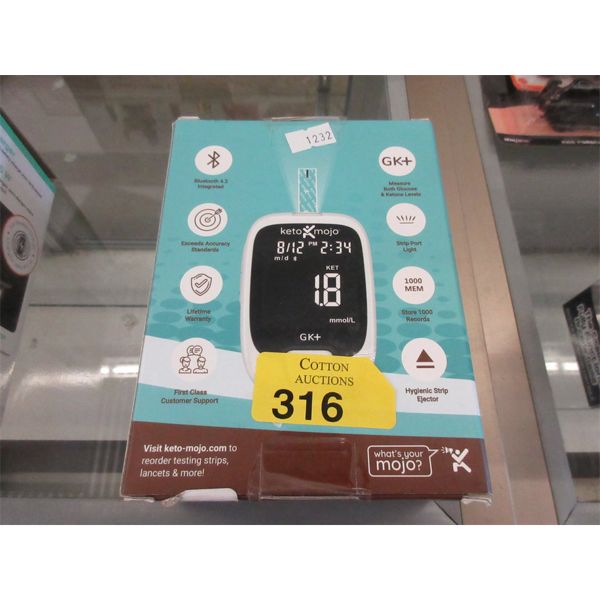 1232
Bluetooth 4.2
Integrated
Exceeds Accuracy
Standards
Lifetime
Warranty
First Class
Customer Support
keto mojo
8/12 PM 2:34
m/d
KET
1.8
mmol/L
GK+
GK+
Measure
Both Glucose
& Ketone Levels
Strip Port
Light
1000
MEM
Store 1000
Records
Hygienic Strip
Ejector
COTTON
AUCTIONS
316
Visit keto-mojo.com to
reorder testing strips,
lancets & more!
what's your
mojo?